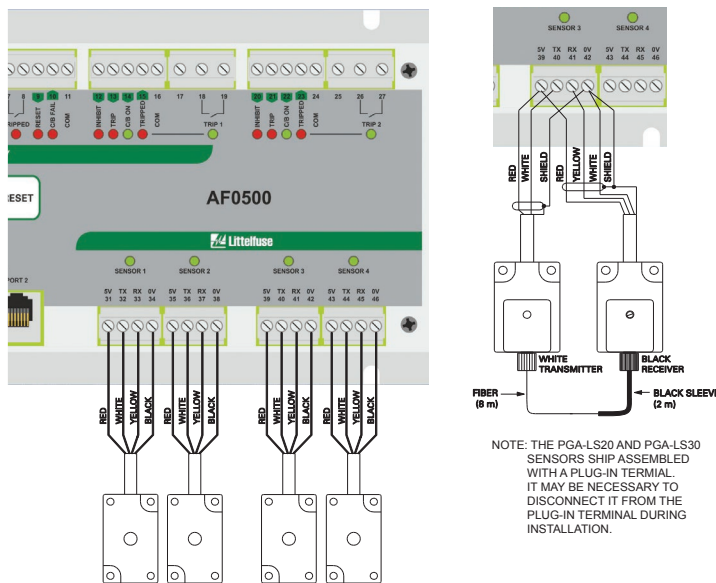 8 9 10 11 12 13 14 15 16 17 18 19 20 21 22 23 24 25 26 27
RESET C/B FAIL COM INHIBIT TRIP C/B ON TRIPPED COM TRIP 1 INHIBIT TRIP C/B ON TRIPPED COM TRIP 2
AF0500
Littelfuse
SENSOR 1 SENSOR 2 SENSOR 3 SENSOR 4
PORT 2
5V TX RX 0V 5V TX RX 0V 5V TX RX 0V 5V TX RX 0V
31 32 33 34 35 36 37 38 39 40 41 42 43 44 45 46
RED WHITE YELLOW BLACK RED WHITE YELLOW BLACK RED WHITE YELLOW BLACK RED WHITE YELLOW BLACK
SENSOR 3 SENSOR 4
5V TX RX 0V 5V TX RX 0V
39 40 41 42 43 44 45 46
RED WHITE SHIELD RED YELLOW WHITE SHIELD
WHITE
TRANSMITTER
BLACK
RECEIVER
FIBER
(8 m)
BLACK SLEEV
(2 m)
NOTE: THE PGA-LS20 AND PGA-LS30
SENSORS SHIP ASSEMBLED
WITH A PLUG-IN TERMIAL.
IT MAY BE NECESSARY TO
DISCONNECT IT FROM THE
PLUG-IN TERMINAL DURING
INSTALLATION.